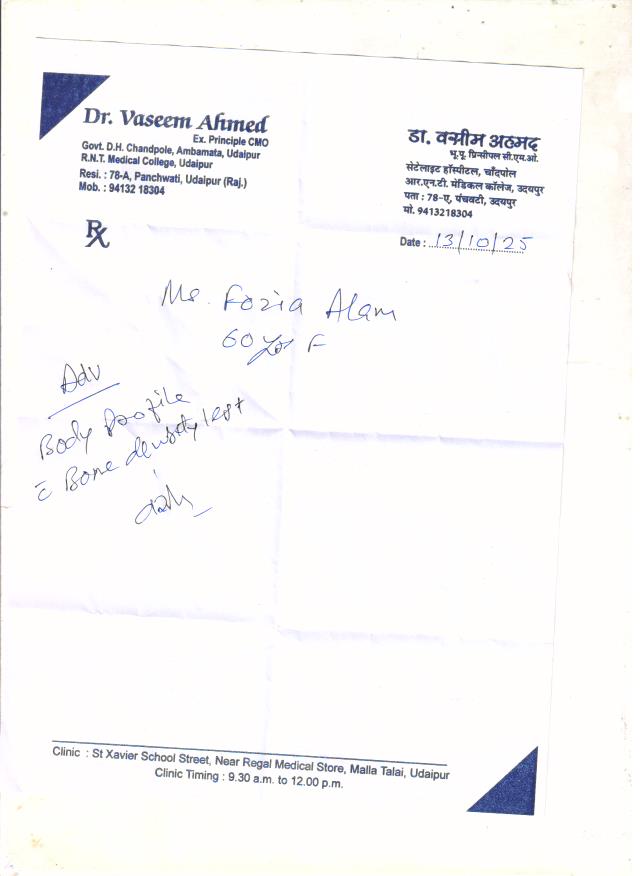 Dr. Vaseem Ahmed
Ex. Principle CMO
Govt. D.H. Chandpole, Ambamata, Udaipur
R.N.T. Medical College, Udaipur
Resi. : 78-A, Panchwati, Udaipur (Raj.)
Mob. : 94132 18304
डा. वसीम अहमद
भू.पू. प्रिन्सीपल सी.एम.ओ.
सेटेलाइट हॉस्पीटल, चाँदपोल
आर.एन.टी. मेडिकल कॉलेज, उदयपुर
पता : 78-ए, पंचवटी, उदयपुर
मो. 9413218304
Rx
Date : 13/10/25
Ms. Fozia Alam
60 yrs F
Adv
Body Profile
c̄ Bone density test
Clinic : St Xavier School Street, Near Regal Medical Store, Malla Talai, Udaipur
Clinic Timing : 9.30 a.m. to 12.00 p.m.